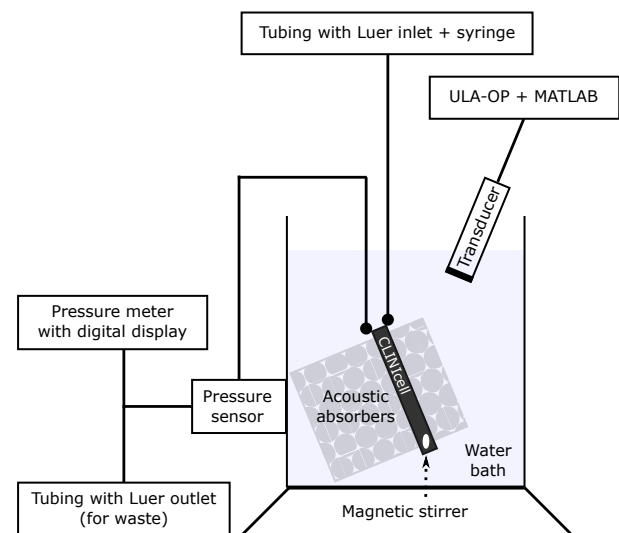 Tubing with Luer inlet + syringe
ULA-OP + MATLAB
Transducer
Pressure meter
with digital display
CLINIcell
Pressure
sensor
Acoustic
absorbers
Water
bath
Tubing with Luer outlet
(for waste)
Magnetic stirrer